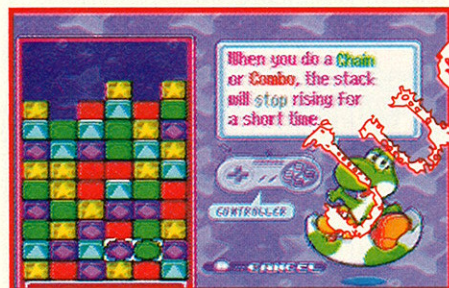 When you do a Chain
or Combo, the stack
will stop rising for
a short time.
CONTROLLER
CANCEL